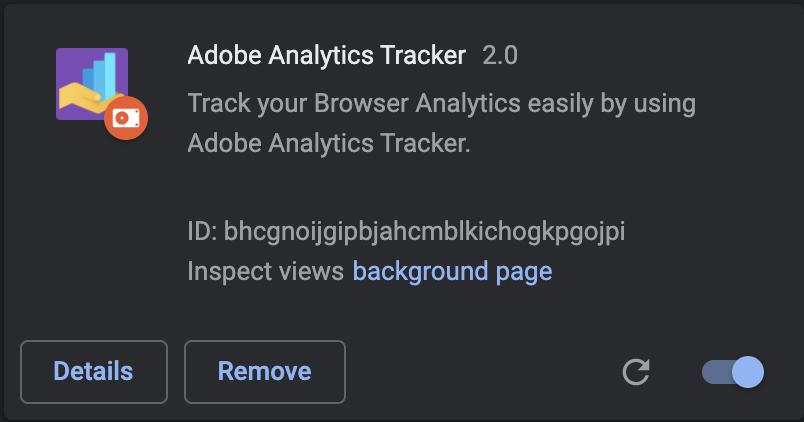 Adobe Analytics Tracker 2.0
Track your Browser Analytics easily by using
Adobe Analytics Tracker.
ID: bhcgnoijgipbjahcmblkichogkpgojpi
Inspect views background page
Details Remove